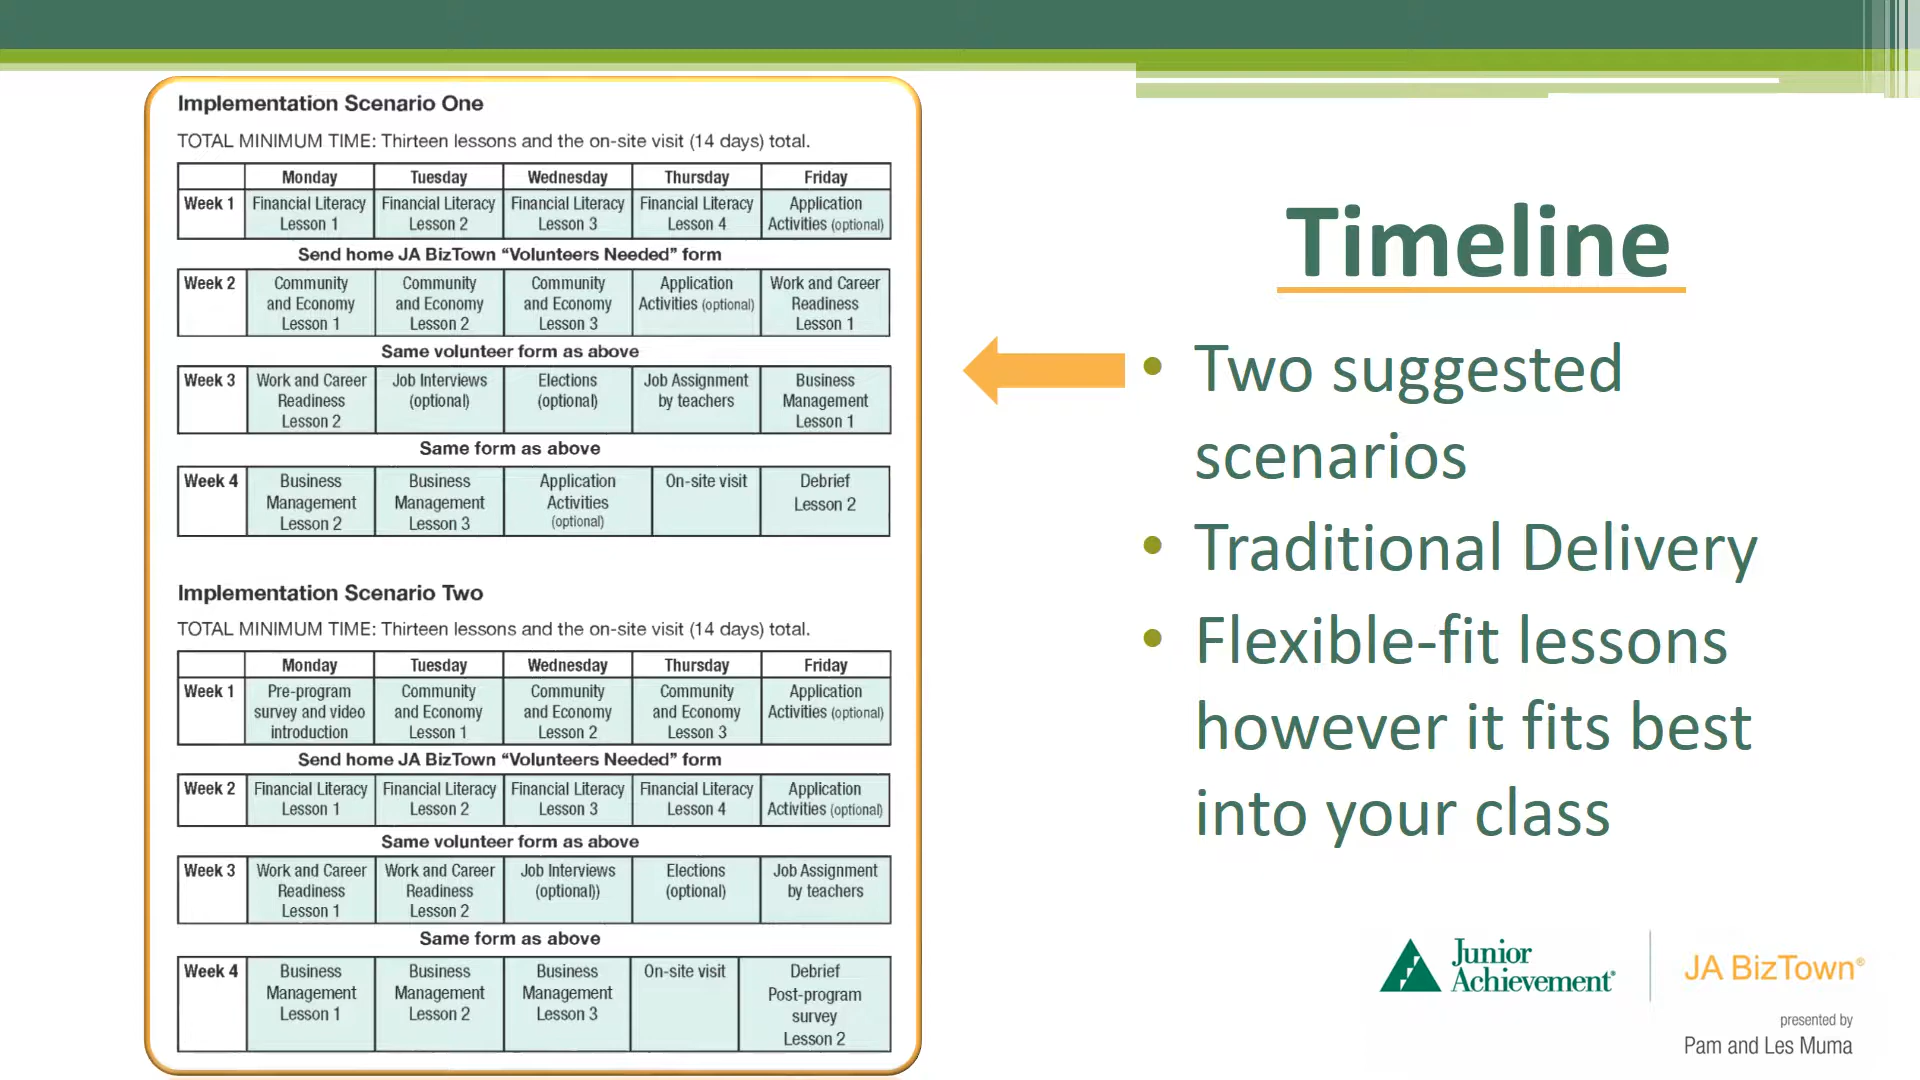 Implementation Scenario One
TOTAL MINIMUM TIME: Thirteen lessons and the on-site visit (14 days) total.
Monday Tuesday Wednesday Thursday Friday
Week 1 Financial Literacy Financial Literacy Financial Literacy Financial Literacy Application
Lesson 1 Lesson 2 Lesson 3 Lesson 4 Activities (optional)
Send home JA BizTown “Volunteers Needed” form
Week 2 Community Community Community Application Work and Career
and Economy and Economy and Economy Activities (optional) Readiness
Lesson 1 Lesson 2 Lesson 3 Lesson 1
Same volunteer form as above
Week 3 Work and Career Job Interviews Elections Job Assignment Business
Readiness (optional) (optional) by teachers Management
Lesson 2 Lesson 1
Same form as above
Week 4 Business Business Application On-site visit Debrief
Management Management Activities Lesson 2
Lesson 2 Lesson 3 (optional)
Implementation Scenario Two
TOTAL MINIMUM TIME: Thirteen lessons and the on-site visit (14 days) total.
Monday Tuesday Wednesday Thursday Friday
Week 1 Pre-program Community Community Community Application
survey and video and Economy and Economy and Economy Activities (optional)
introduction Lesson 1 Lesson 2 Lesson 3
Send home JA BizTown “Volunteers Needed” form
Week 2 Financial Literacy Financial Literacy Financial Literacy Financial Literacy Application
Lesson 1 Lesson 2 Lesson 3 Lesson 4 Activities (optional)
Same volunteer form as above
Week 3 Work and Career Work and Career Job Interviews Elections Job Assignment
Readiness Readiness (optional)) (optional) by teachers
Lesson 1 Lesson 2
Same form as above
Week 4 Business Business Business On-site visit Debrief
Management Management Management Post-program
Lesson 1 Lesson 2 Lesson 3 survey
Lesson 2
Timeline
• Two suggested
scenarios
• Traditional Delivery
• Flexible-fit lessons
however it fits best
into your class
Junior
Achievement®
JA BizTown®
presented by
Pam and Les Muma